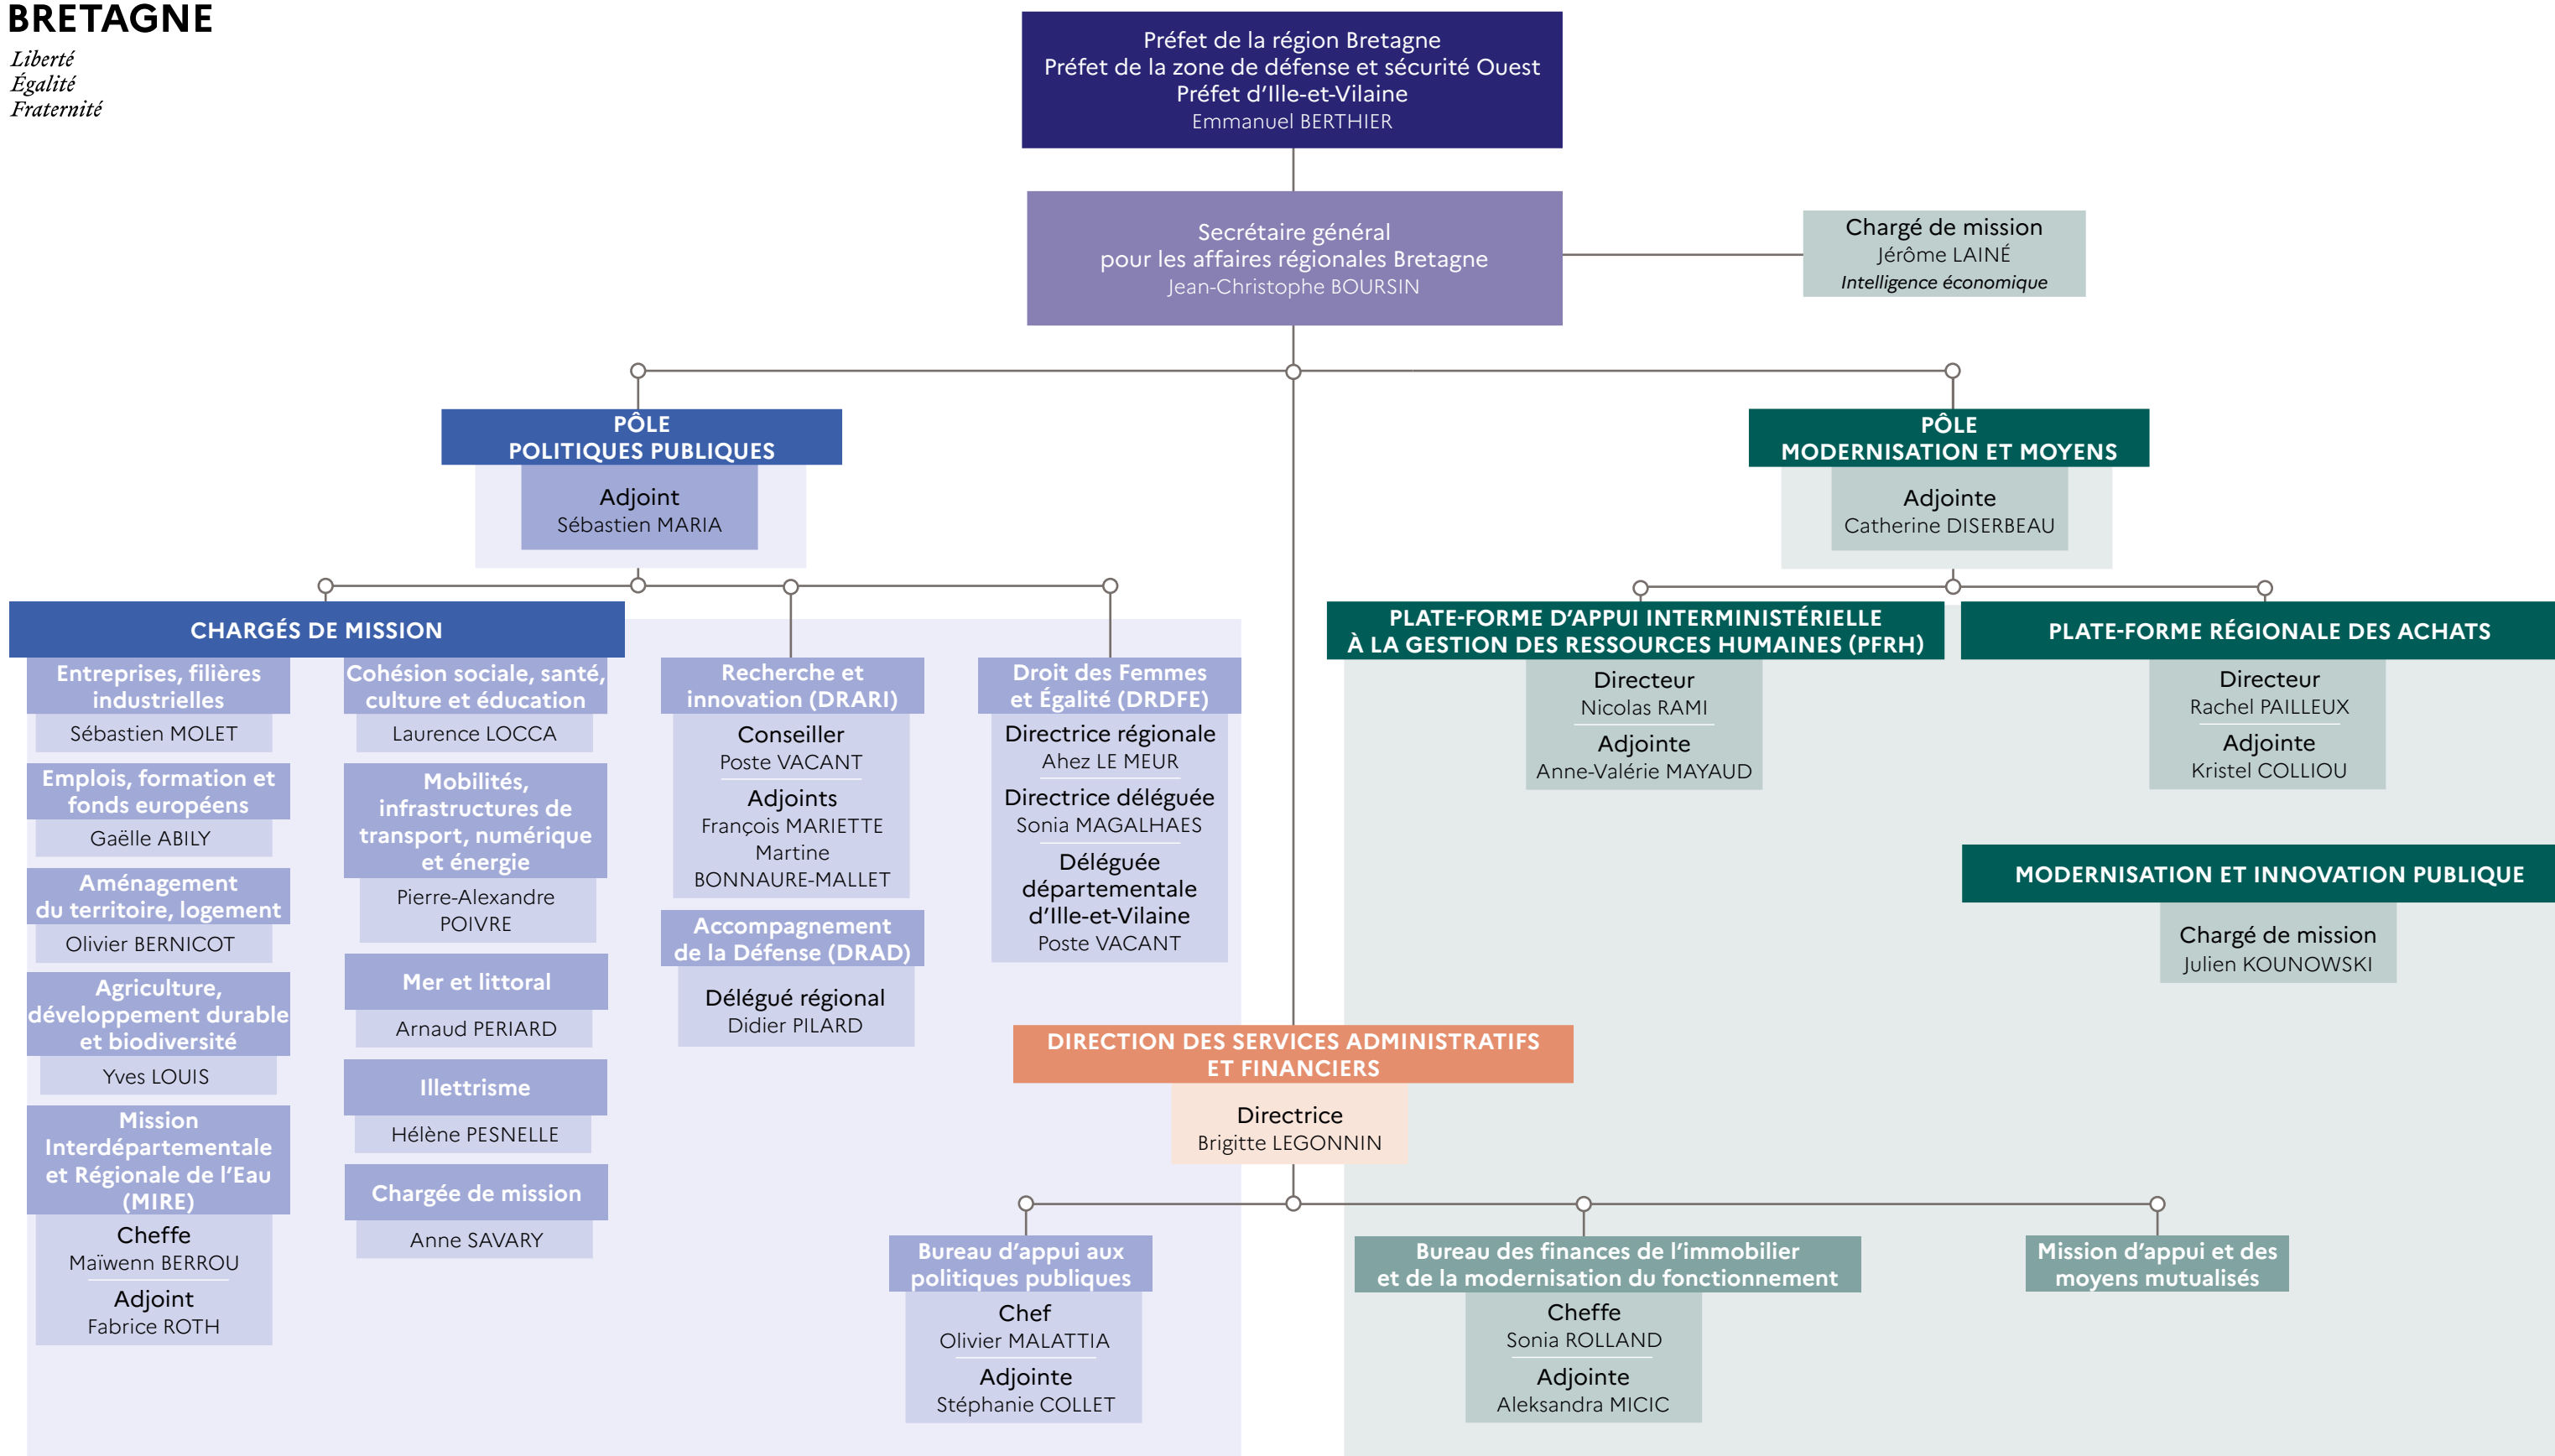 BRETAGNE
Liberté
Égalité
Fraternité
Préfet de la région Bretagne
Préfet de la zone de défense et sécurité Ouest
Préfet d’Ille-et-Vilaine
Emmanuel BERTHIER
Secrétaire général
pour les affaires régionales Bretagne
Jean-Christophe BOURSIN
Chargé de mission
Jérôme LAINÉ
Intelligence économique
PÔLE
POLITIQUES PUBLIQUES
Adjoint
Sébastien MARIA
PÔLE
MODERNISATION ET MOYENS
Adjointe
Catherine DISERBEAU
CHARGÉS DE MISSION
Entreprises, filières
industrielles
Sébastien MOLET
Emplois, formation et
fonds européens
Gaëlle ABILY
Aménagement
du territoire, logement
Olivier BERNICOT
Agriculture,
développement durable
et biodiversité
Yves LOUIS
Mission
Interdépartementale
et Régionale de l’Eau
(MIRE)
Cheffe
Maïwenn BERROU
Adjoint
Fabrice ROTH
Cohésion sociale, santé,
culture et éducation
Laurence LOCCA
Mobilités,
infrastructures de
transport, numérique
et énergie
Pierre-Alexandre
POIVRE
Mer et littoral
Arnaud PERIARD
Illettrisme
Hélène PESNELLE
Chargée de mission
Anne SAVARY
Recherche et
innovation (DRARI)
Conseiller
Poste VACANT
Adjoints
François MARIETTE
Martine
BONNAURE-MALLET
Accompagnement
de la Défense (DRAD)
Délégué régional
Didier PILARD
Droit des Femmes
et Égalité (DRDFE)
Directrice régionale
Ahez LE MEUR
Directrice déléguée
Sonia MAGALHAES
Déléguée
départementale
d’Ille-et-Vilaine
Poste VACANT
PLATE-FORME D’APPUI INTERMINISTÉRIELLE
À LA GESTION DES RESSOURCES HUMAINES (PFRH)
Directeur
Nicolas RAMI
Adjointe
Anne-Valérie MAYAUD
PLATE-FORME RÉGIONALE DES ACHATS
Directeur
Rachel PAILLEUX
Adjointe
Kristel COLLIOU
MODERNISATION ET INNOVATION PUBLIQUE
Chargé de mission
Julien KOUNOWSKI
DIRECTION DES SERVICES ADMINISTRATIFS
ET FINANCIERS
Directrice
Brigitte LEGONNIN
Bureau d’appui aux
politiques publiques
Chef
Olivier MALATTIA
Adjointe
Stéphanie COLLET
Bureau des finances de l’immobilier
et de la modernisation du fonctionnement
Cheffe
Sonia ROLLAND
Adjointe
Aleksandra MICIC
Mission d’appui et des
moyens mutualisés